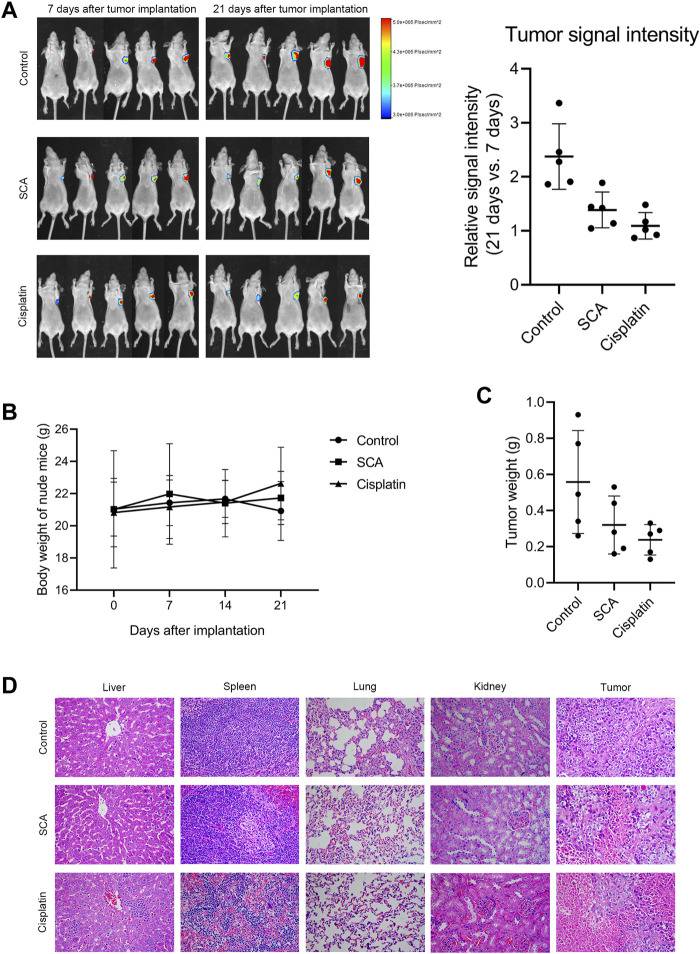 A
7 days after tumor implantation
21 days after tumor implantation
Control
SCA
Cisplatin
Tumor signal intensity
Relative signal intensity
(21 days vs. 7 days)
5
4
3
2
1
0
Control
SCA
Cisplatin
B
Body weight of nude mice (g)
26
24
22
20
18
16
0
7
14
21
Days after implantation
Control
SCA
Cisplatin
C
Tumor weight (g)
1.0
0.8
0.6
0.4
0.2
0.0
Control
SCA
Cisplatin
D
Liver
Spleen
Lung
Kidney
Tumor
Control
SCA
Cisplatin